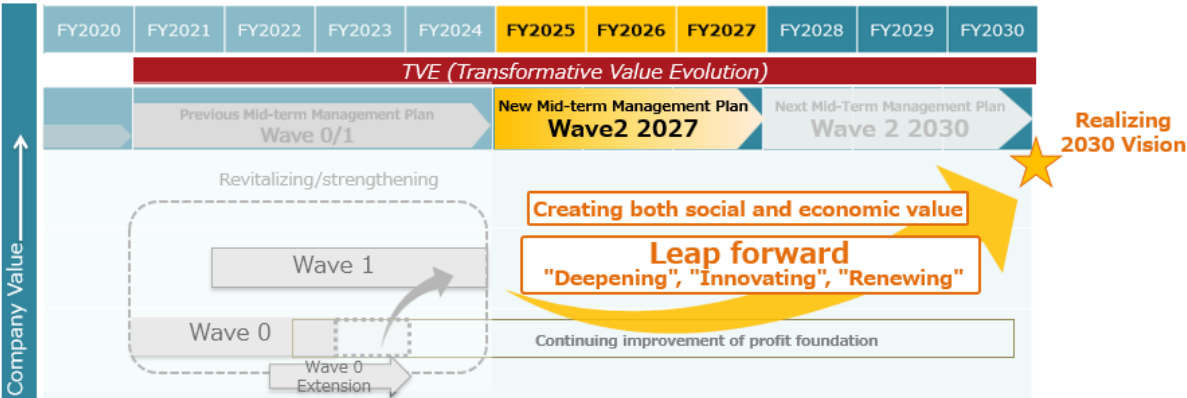 FY2020 FY2021 FY2022 FY2023 FY2024 FY2025 FY2026 FY2027 FY2028 FY2029 FY2030
TVE (Transformative Value Evolution)
Previous Mid-term Management Plan
Wave 0/1
New Mid-term Management Plan
Wave2 2027
Next Mid-Term Management Plan
Wave 2 2030
Realizing
2030 Vision
Revitalizing/strengthening
Creating both social and economic value
Leap forward
"Deepening", "Innovating", "Renewing"
Wave 1
Wave 0
Continuing improvement of profit foundation
Wave 0
Extension
Company Value